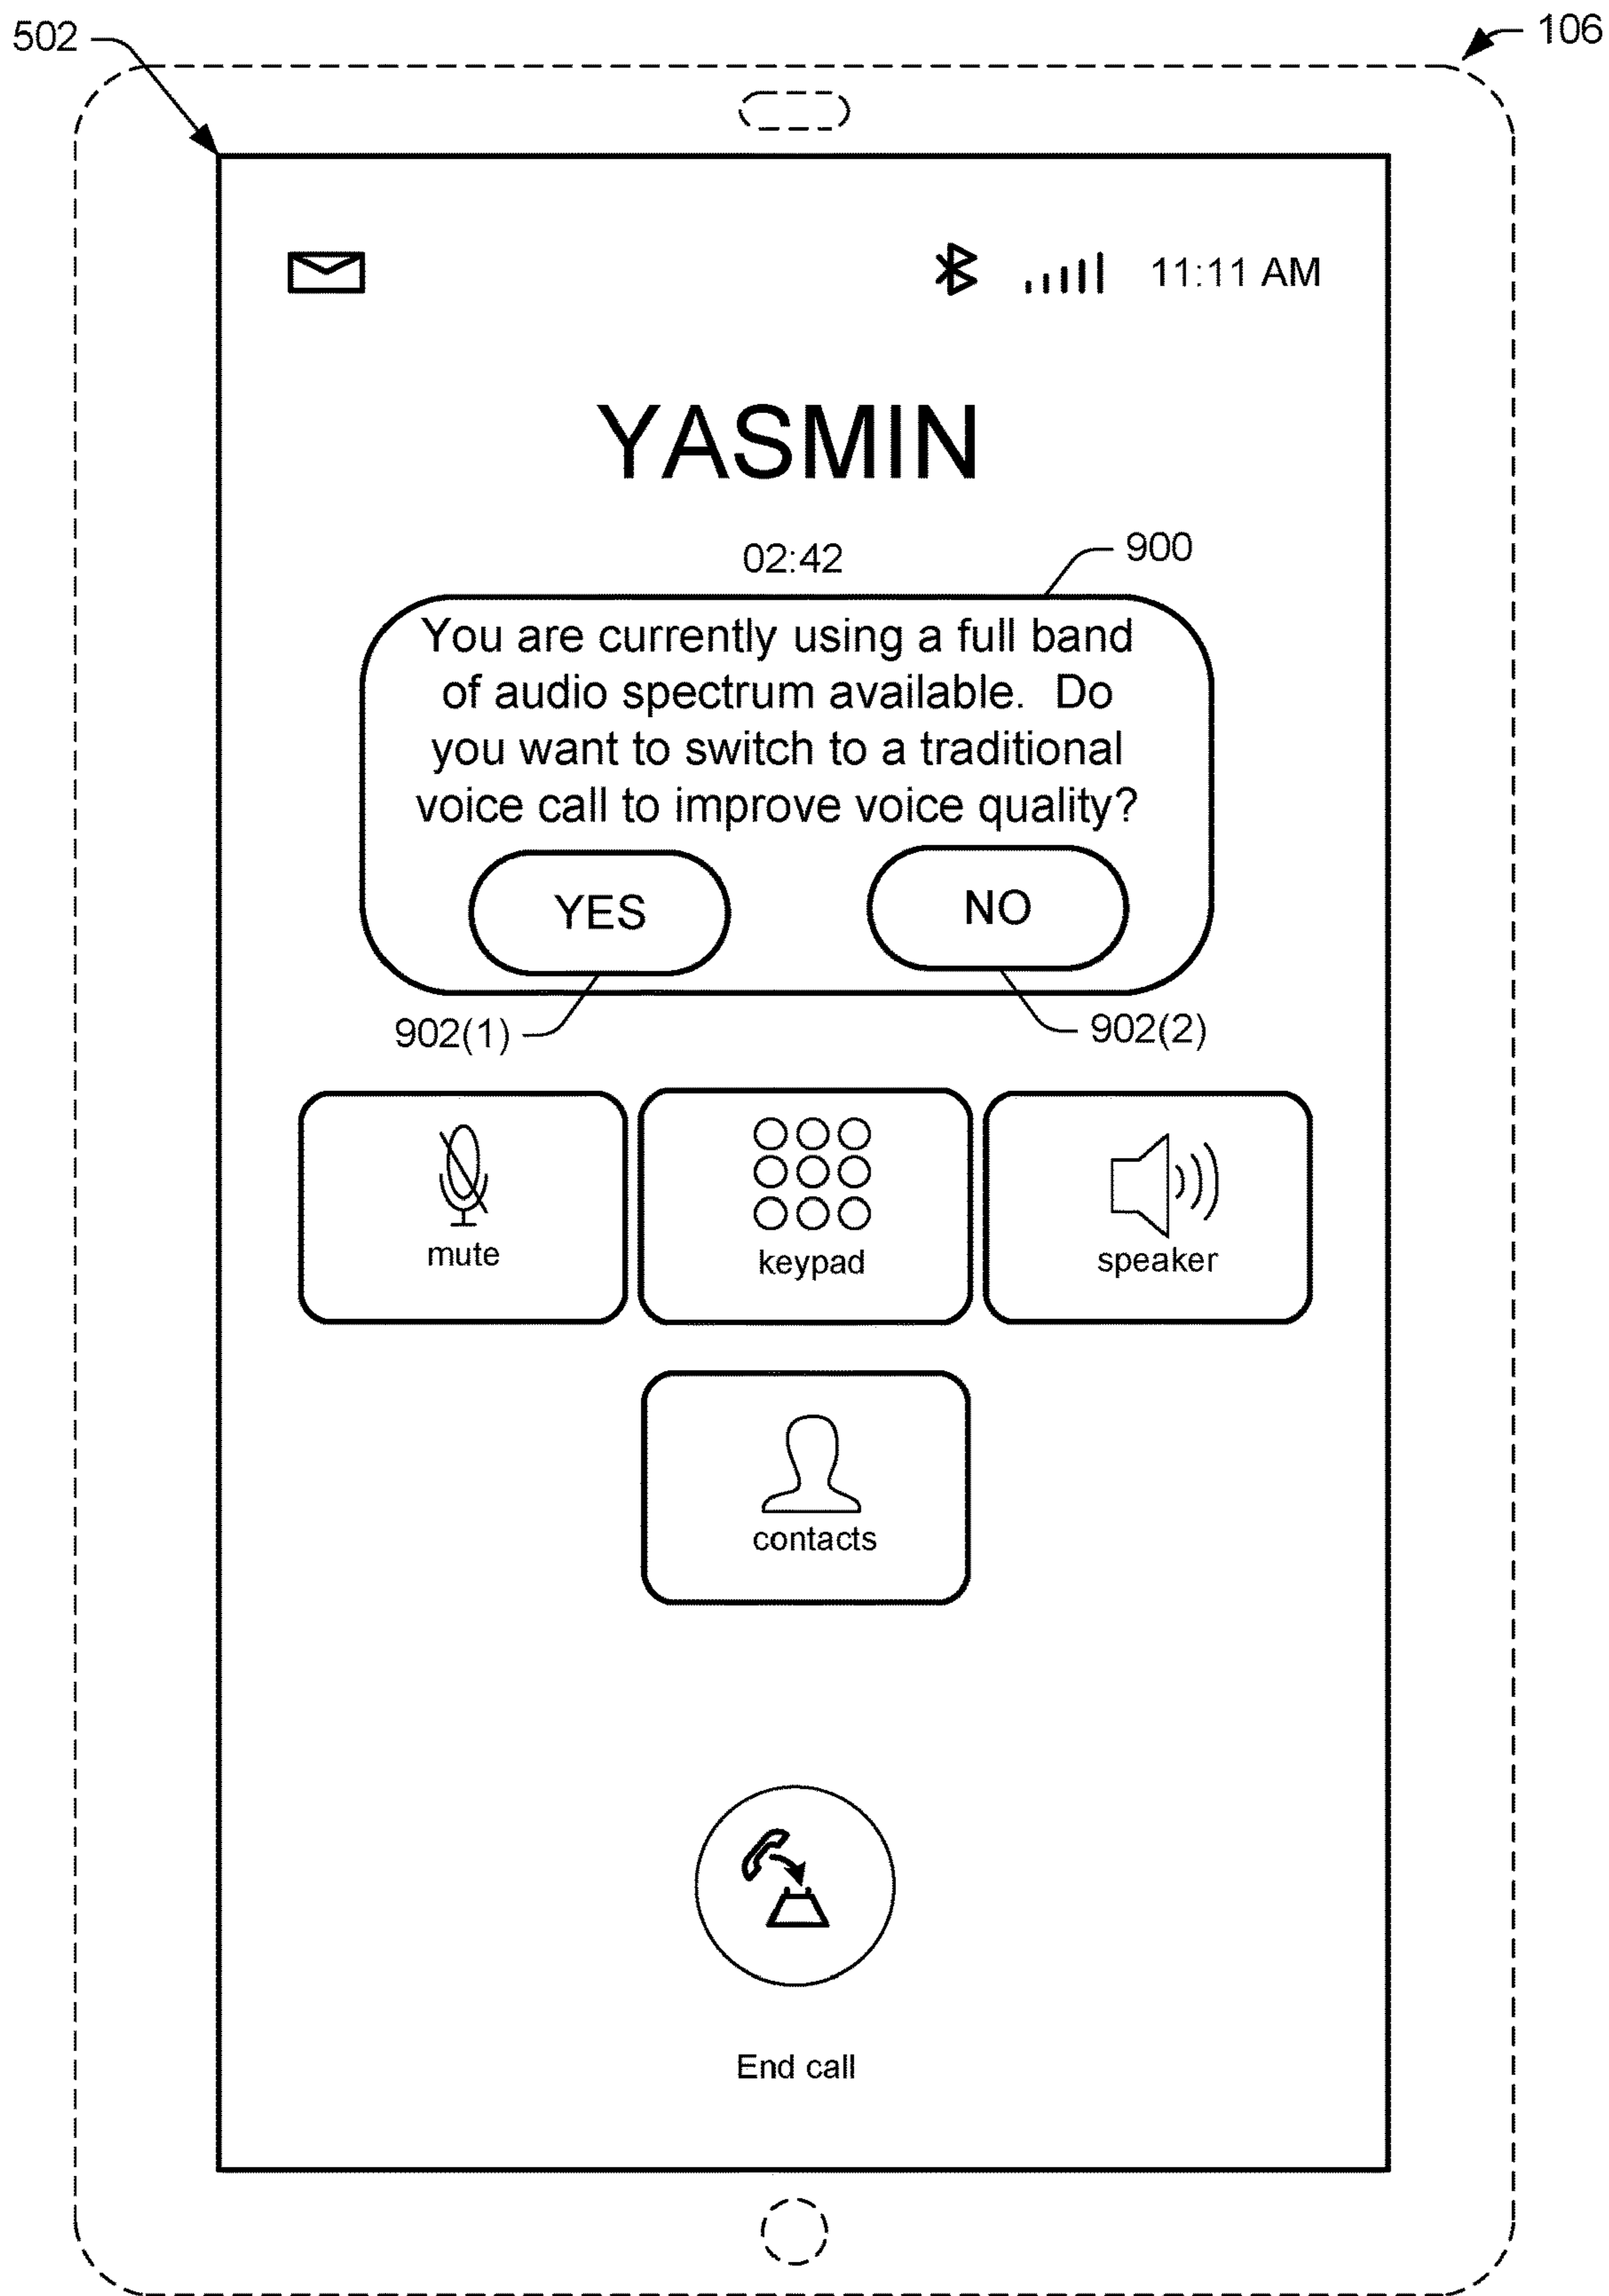 502
106
11:11 AM
YASMIN
02:42
900
You are currently using a full band
of audio spectrum available.  Do
you want to switch to a traditional
voice call to improve voice quality?
YES
NO
902(1)
902(2)
mute
keypad
speaker
contacts
End call